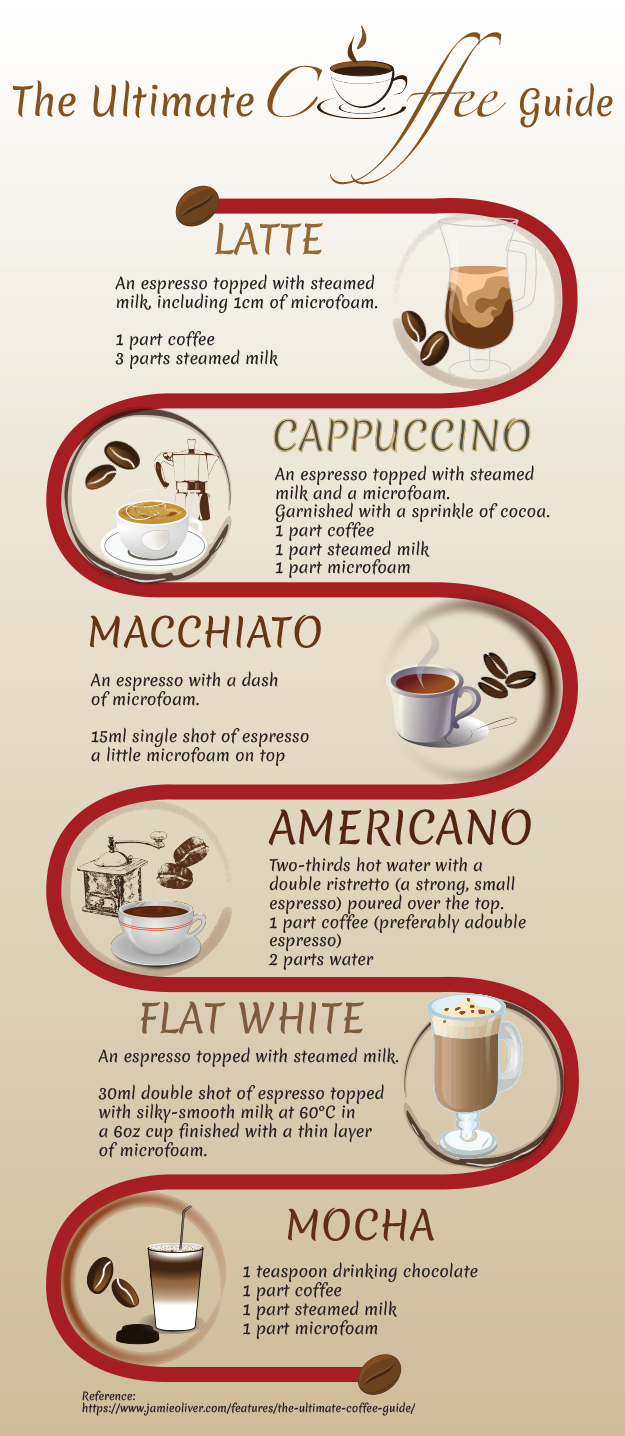 The Ultimate Coffee Guide
LATTE
An espresso topped with steamed
milk, including 1cm of microfoam.
1 part coffee
3 parts steamed milk
CAPPUCCINO
An espresso topped with steamed
milk and a microfoam.
Garnished with a sprinkle of cocoa.
1 part coffee
1 part steamed milk
1 part microfoam
MACCHIATO
An espresso with a dash
of microfoam.
15ml single shot of espresso
a little microfoam on top
AMERICANO
Two-thirds hot water with a
double ristretto (a strong, small
espresso) poured over the top.
1 part coffee (preferably adouble
espresso)
2 parts water
FLAT WHITE
An espresso topped with steamed milk.
30ml double shot of espresso topped
with silky-smooth milk at 60°C in
a 6oz cup finished with a thin layer
of microfoam.
MOCHA
1 teaspoon drinking chocolate
1 part coffee
1 part steamed milk
1 part microfoam
Reference:
https://www.jamieoliver.com/features/the-ultimate-coffee-guide/